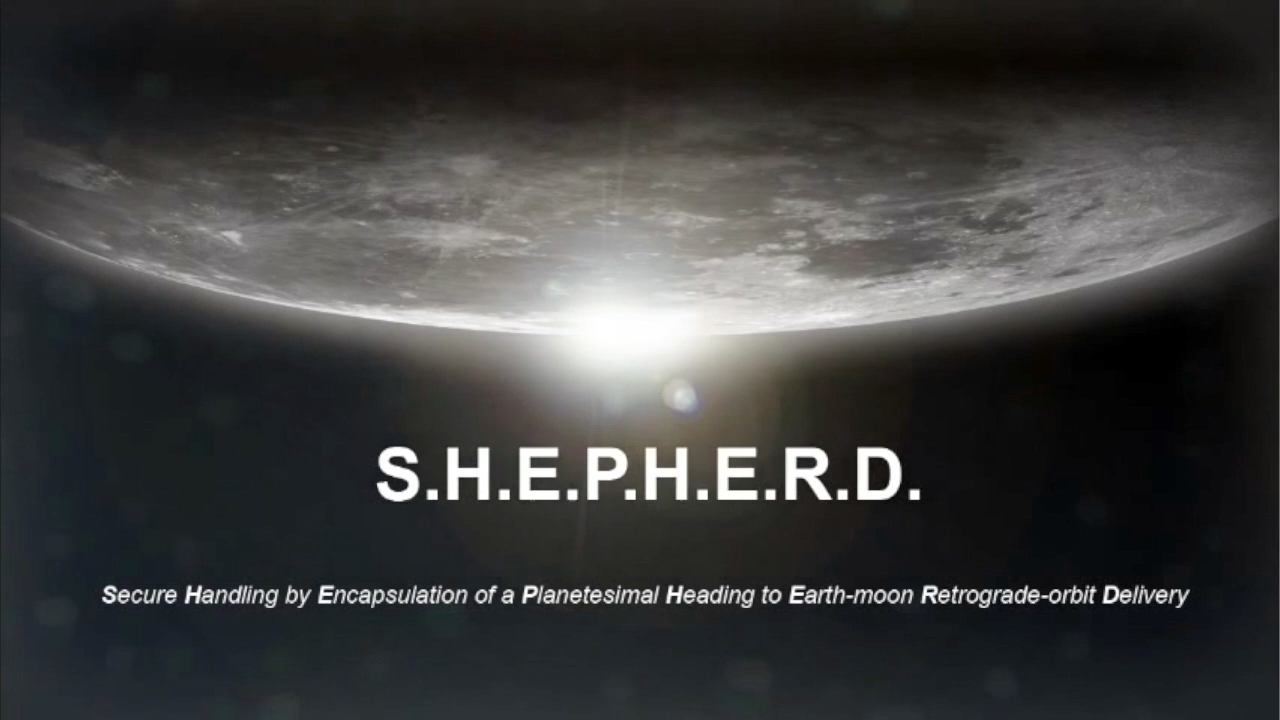 S.H.E.P.H.E.R.D.
Secure Handling by Encapsulation of a Planetesimal Heading to Earth-moon Retrograde-orbit Delivery